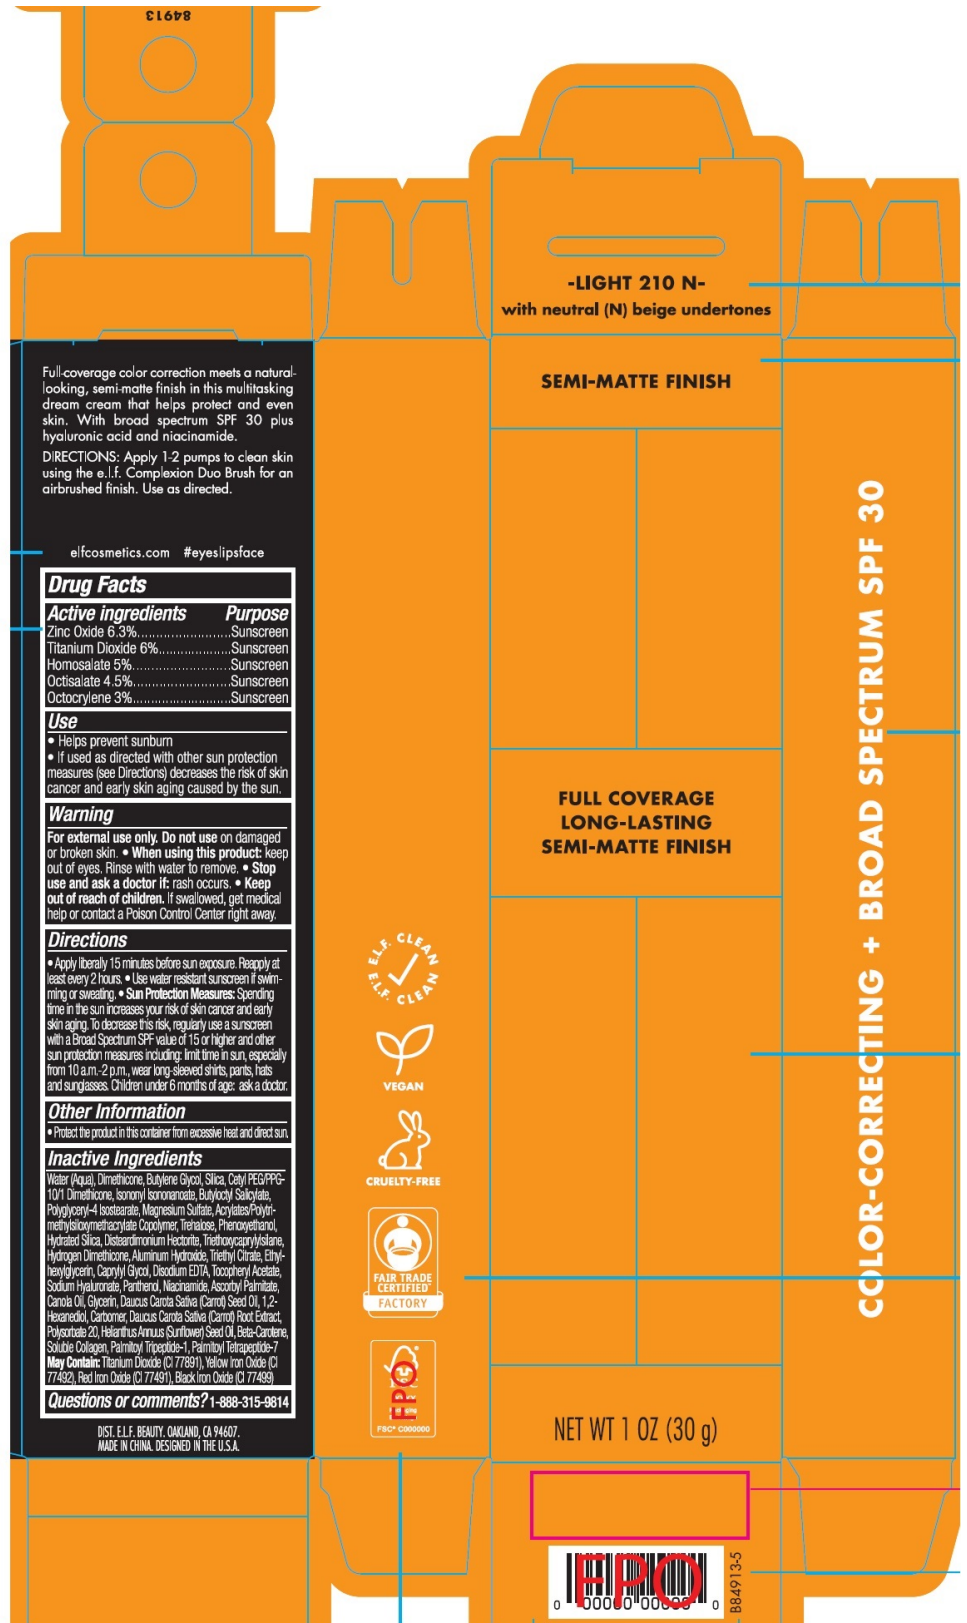 84913
-LIGHT 210 N-
with neutral (N) beige undertones
SEMI-MATTE FINISH
Full-coverage color correction meets a natural-
looking, semi-matte finish in this multitasking
dream cream that helps protect and even
skin. With broad spectrum SPF 30 plus
hyaluronic acid and niacinamide.
DIRECTIONS: Apply 1-2 pumps to clean skin
using the e.l.f. Complexion Duo Brush for an
airbrushed finish. Use as directed.
elfcosmetics.com #eyeslipsface
Drug Facts
Active ingredients Purpose
Zinc Oxide 6.3%.........................Sunscreen
Titanium Dioxide 6%....................Sunscreen
Homosalate 5%..........................Sunscreen
Octisalate 4.5%..........................Sunscreen
Octocrylene 3%..........................Sunscreen
Use
• Helps prevent sunburn
• If used as directed with other sun protection
measures (see Directions) decreases the risk of skin
cancer and early skin aging caused by the sun.
Warning
For external use only. Do not use on damaged
or broken skin. • When using this product: keep
out of eyes. Rinse with water to remove. • Stop
use and ask a doctor if: rash occurs. • Keep
out of reach of children. If swallowed, get medical
help or contact a Poison Control Center right away.
Directions
• Apply liberally 15 minutes before sun exposure. Reapply at
least every 2 hours. • Use water resistant sunscreen if swim-
ming or sweating. • Sun Protection Measures: Spending
time in the sun increases your risk of skin cancer and early
skin aging. To decrease this risk, regularly use a sunscreen
with a Broad Spectrum SPF value of 15 or higher and other
sun protection measures including: limit time in sun, especially
from 10 a.m.-2 p.m., wear long-sleeved shirts, pants, hats
and sunglasses. Children under 6 months of age: ask a doctor.
Other Information
• Protect the product in this container from excessive heat and direct sun.
Inactive Ingredients
Water (Aqua), Dimethicone, Butylene Glycol, Silica, Cetyl PEG/PPG-
10/1 Dimethicone, Isononyl Isononanoate, Butyloctyl Salicylate,
Polyglyceryl-4 Isostearate, Magnesium Sulfate, Acrylates/Polytri-
methylsiloxymethacrylate Copolymer, Trehalose, Phenoxyethanol,
Hydrated Silica, Disteardimonium Hectorite, Triethoxycaprylylsilane,
Hydrogen Dimethicone, Aluminum Hydroxide, Triethyl Citrate, Ethyl-
hexylglycerin, Caprylyl Glycol, Disodium EDTA, Tocopheryl Acetate,
Sodium Hyaluronate, Panthenol, Niacinamide, Ascorbyl Palmitate,
Canola Oil, Glycerin, Daucus Carota Sativa (Carrot) Seed Oil, 1,2-
Hexanediol, Carbomer, Daucus Carota Sativa (Carrot) Root Extract,
Polysorbate 20, Helianthus Annuus (Sunflower) Seed Oil, Beta-Carotene,
Soluble Collagen, Palmitoyl Tripeptide-1, Palmitoyl Tetrapeptide-7
May Contain: Titanium Dioxide (CI 77891), Yellow Iron Oxide (CI
77492), Red Iron Oxide (CI 77491), Black Iron Oxide (CI 77499)
Questions or comments? 1-888-315-9814
DIST. E.L.F. BEAUTY. OAKLAND, CA 94607.
MADE IN CHINA. DESIGNED IN THE U.S.A.
E.L.F. CLEAN
E.L.F. CLEAN
VEGAN
CRUELTY-FREE
FAIR TRADE
CERTIFIED™
FACTORY
FPO
FSC® C000000
FULL COVERAGE
LONG-LASTING
SEMI-MATTE FINISH
NET WT 1 OZ (30 g)
FPO
0 00000 00000 0
B84913-5
COLOR-CORRECTING + BROAD SPECTRUM SPF 30